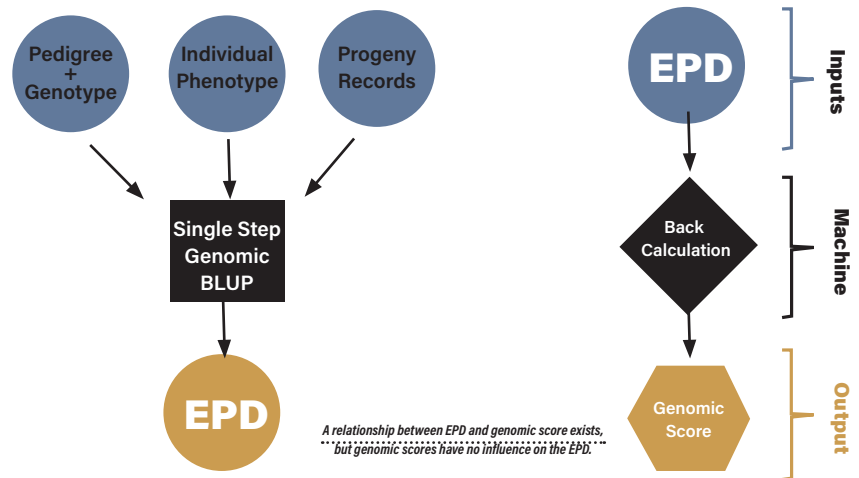 Pedigree
+
Genotype
Individual
Phenotype
Progeny
Records
Single Step
Genomic
BLUP
EPD
A relationship between EPD and genomic score exists,
but genomic scores have no influence on the EPD.
EPD
Back
Calculation
Genomic
Score
Inputs
Machine
Output